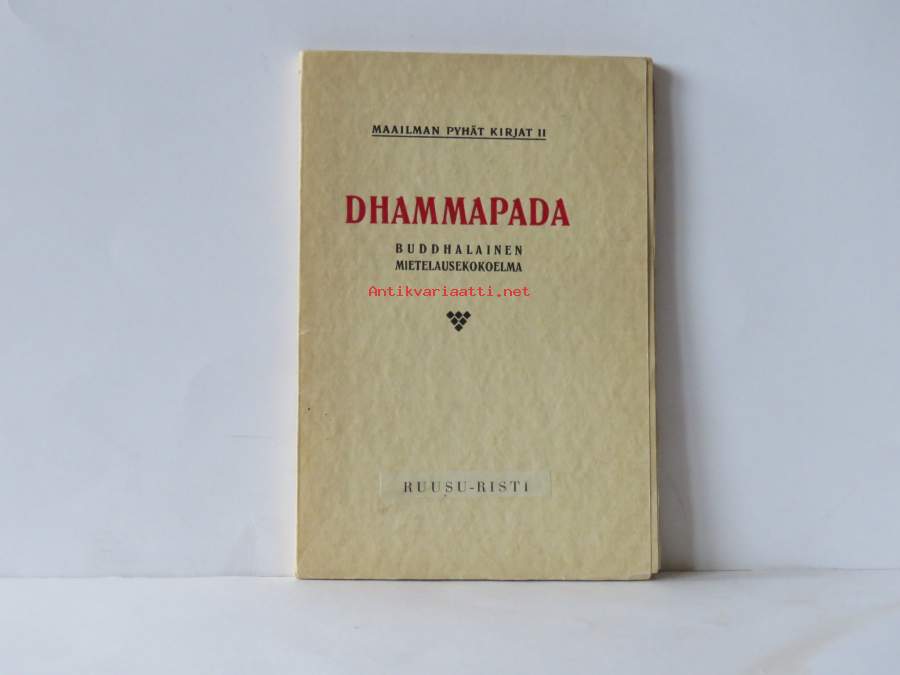 MAAILMAN PYHÄT KIRJAT II
DHAMMAPADA
BUDDHALAINEN
MIETELAUSEKOKOELMA
Antikvariaatti.net
RUUSU-RISTI